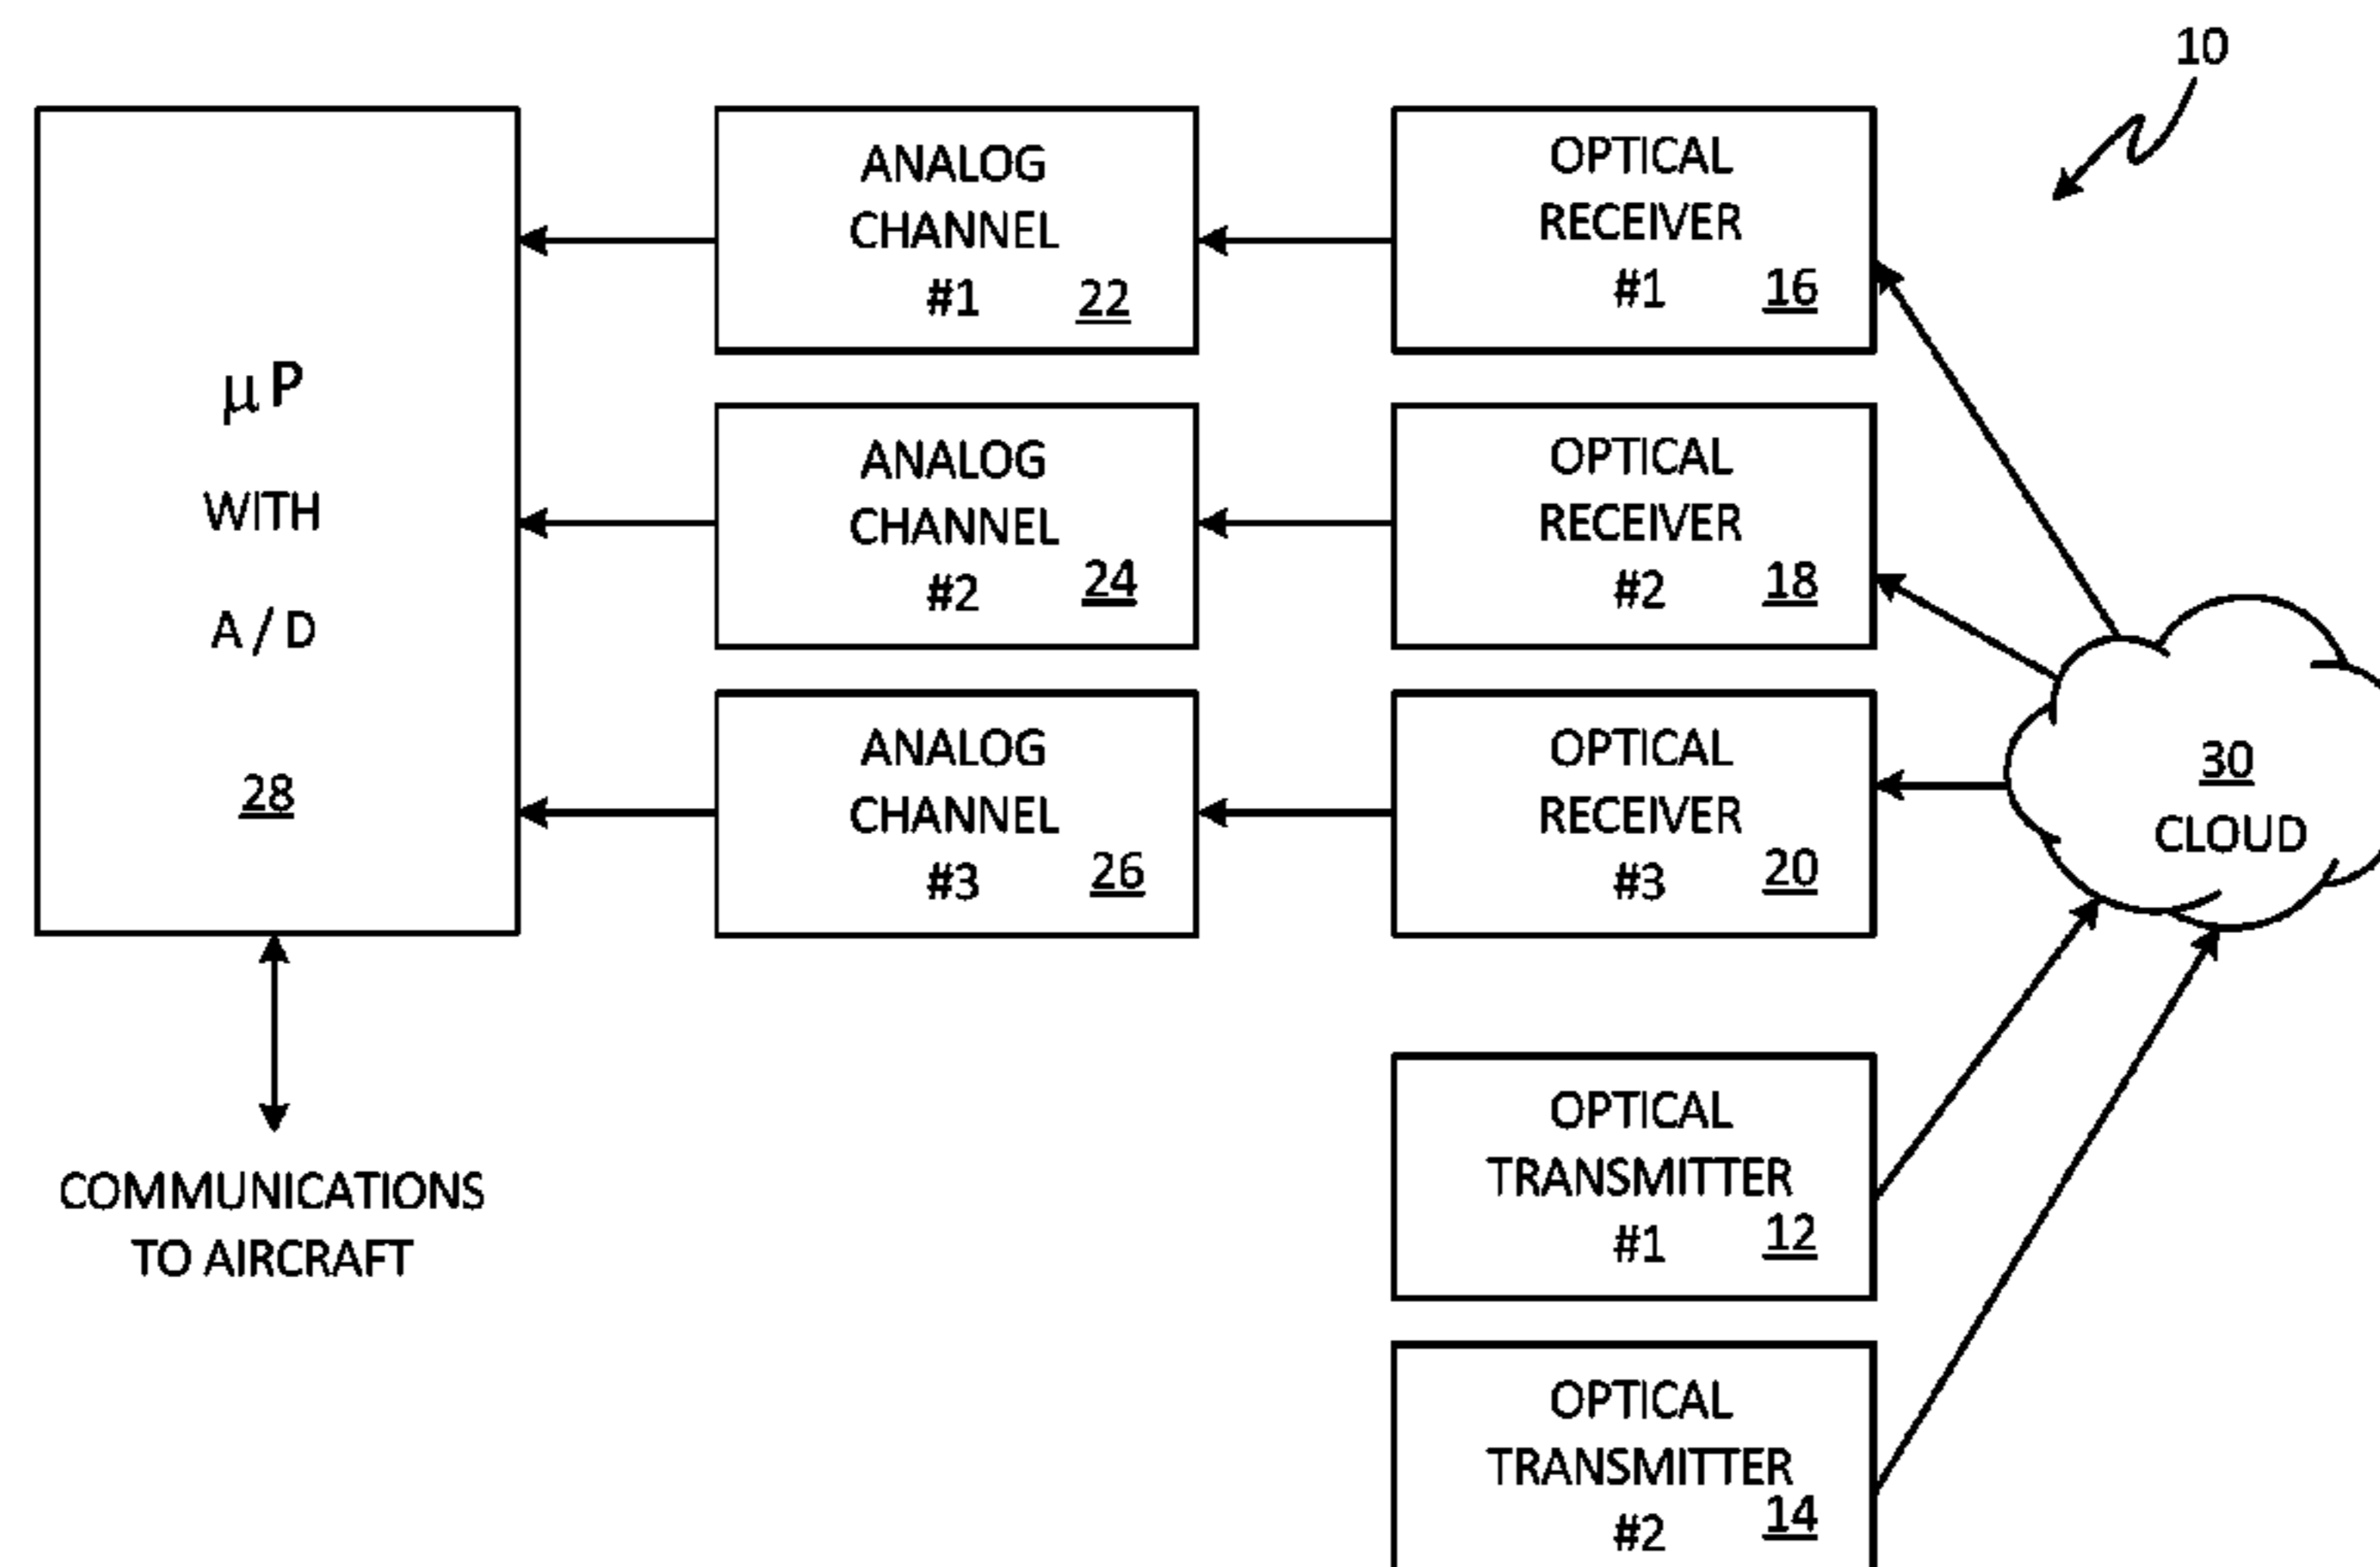 10
μP
WITH
A/D
28
ANALOG
CHANNEL
#1 22
OPTICAL
RECEIVER
#1 16
ANALOG
CHANNEL
#2 24
OPTICAL
RECEIVER
#2 18
ANALOG
CHANNEL
#3 26
OPTICAL
RECEIVER
#3 20
30
CLOUD
COMMUNICATIONS
TO AIRCRAFT
OPTICAL
TRANSMITTER
#1 12
OPTICAL
TRANSMITTER
#2 14